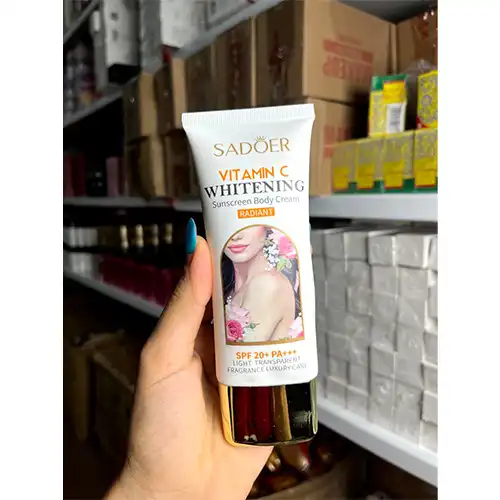 SADOER
VITAMIN C
WHITENING
Sunscreen Body Cream
RADIANT
SPF 20+ PA+++
LIGHT TRANSPARENT
FRAGRANCE LUXURY CARE